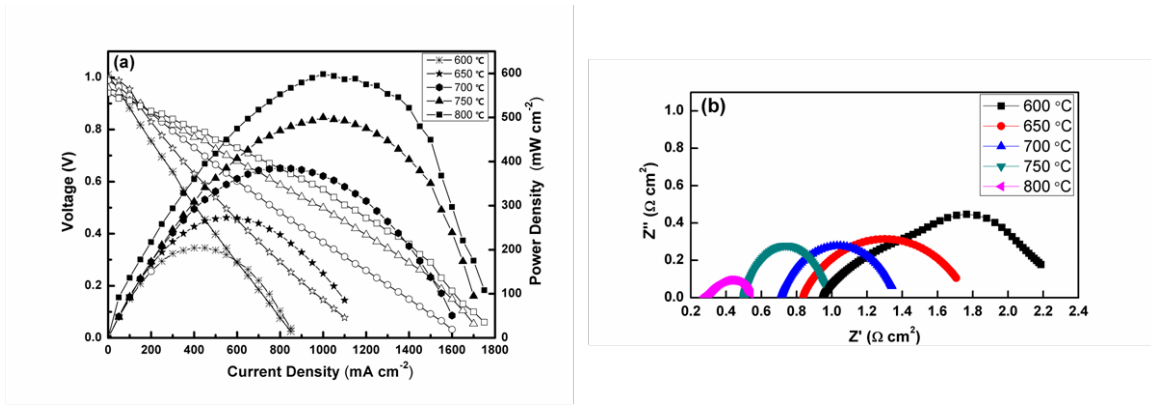 (a)
600 ℃
650 ℃
700 ℃
750 ℃
800 ℃
Voltage (V)
1.0
0.8
0.6
0.4
0.2
0.0
Power Density (mW cm⁻²)
600
500
400
300
200
100
0
0 200 400 600 800 1000 1200 1400 1600 1800
Current Density (mA cm⁻²)
(b)
600 °C
650 °C
700 °C
750 °C
800 °C
Z'' (Ω cm²)
1.0
0.8
0.6
0.4
0.2
0.0
0.2 0.4 0.6 0.8 1.0 1.2 1.4 1.6 1.8 2.0 2.2 2.4
Z' (Ω cm²)